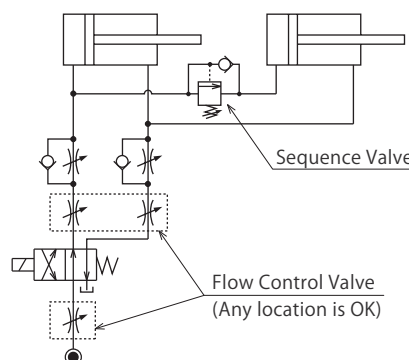 Sequence Valve
Flow Control Valve
(Any location is OK)